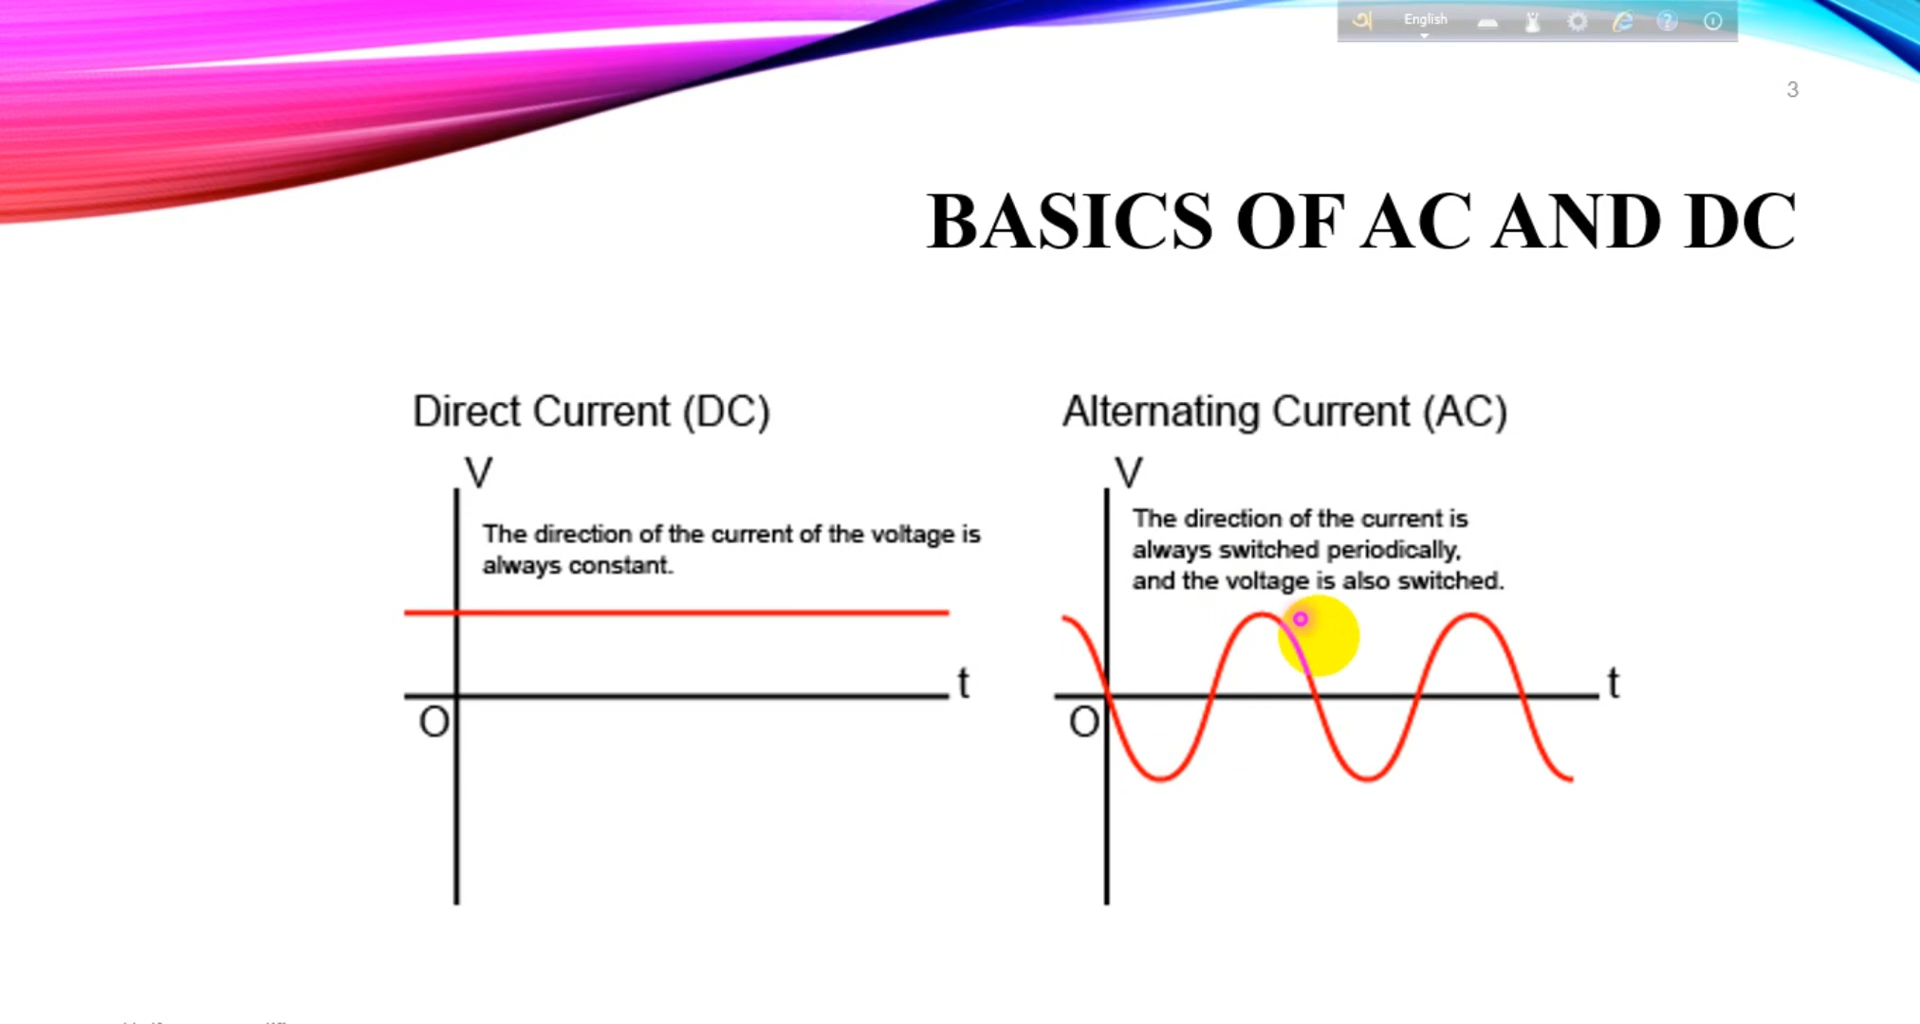 অ English
3
BASICS OF AC AND DC
Direct Current (DC)
V
The direction of the current of the voltage is
always constant.
t
O
Alternating Current (AC)
V
The direction of the current is
always switched periodically,
and the voltage is also switched.
t
O